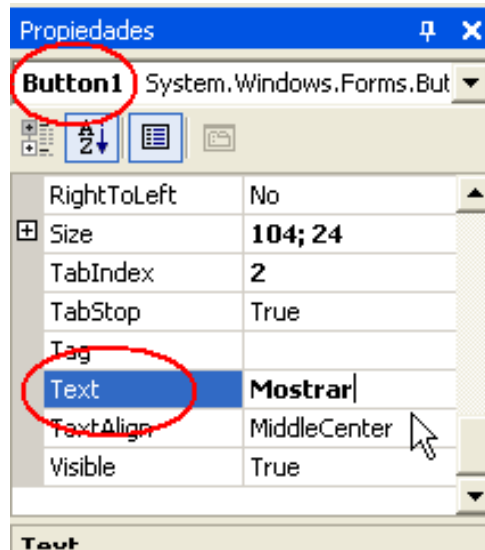 Propiedades
Button1 System.Windows.Forms.But
A
Z
RightToLeft No
Size 104; 24
TabIndex 2
TabStop True
Tag
Text Mostrar
TextAlign MiddleCenter
Visible True
Text